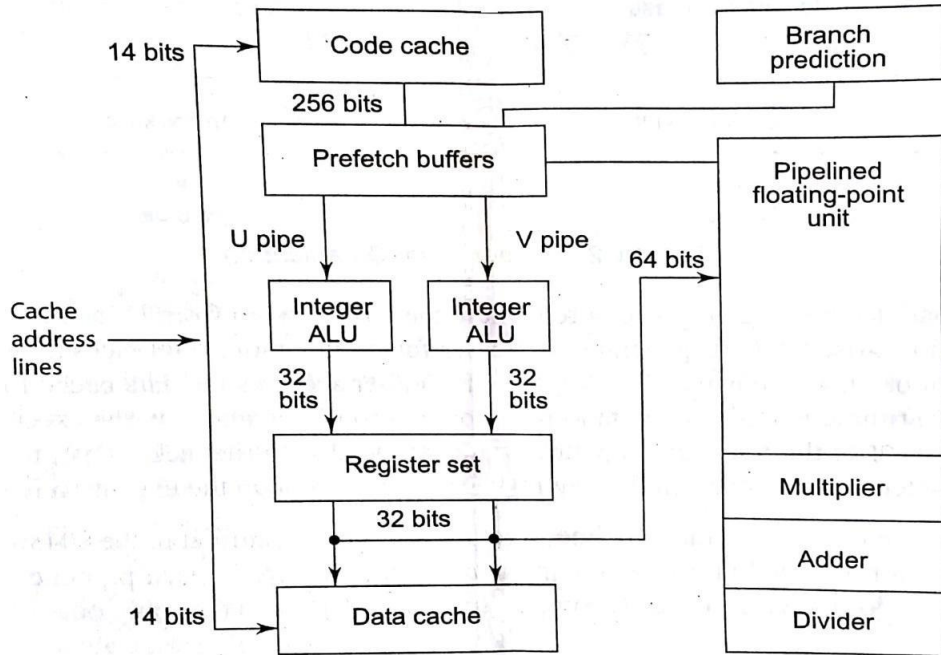 Code cache
Branch
prediction
14 bits
256 bits
Prefetch buffers
Pipelined
floating-point
unit
U pipe
V pipe
64 bits
Integer
ALU
Integer
ALU
Cache
address
lines
32
bits
32
bits
Register set
Multiplier
32 bits
Adder
14 bits
Data cache
Divider